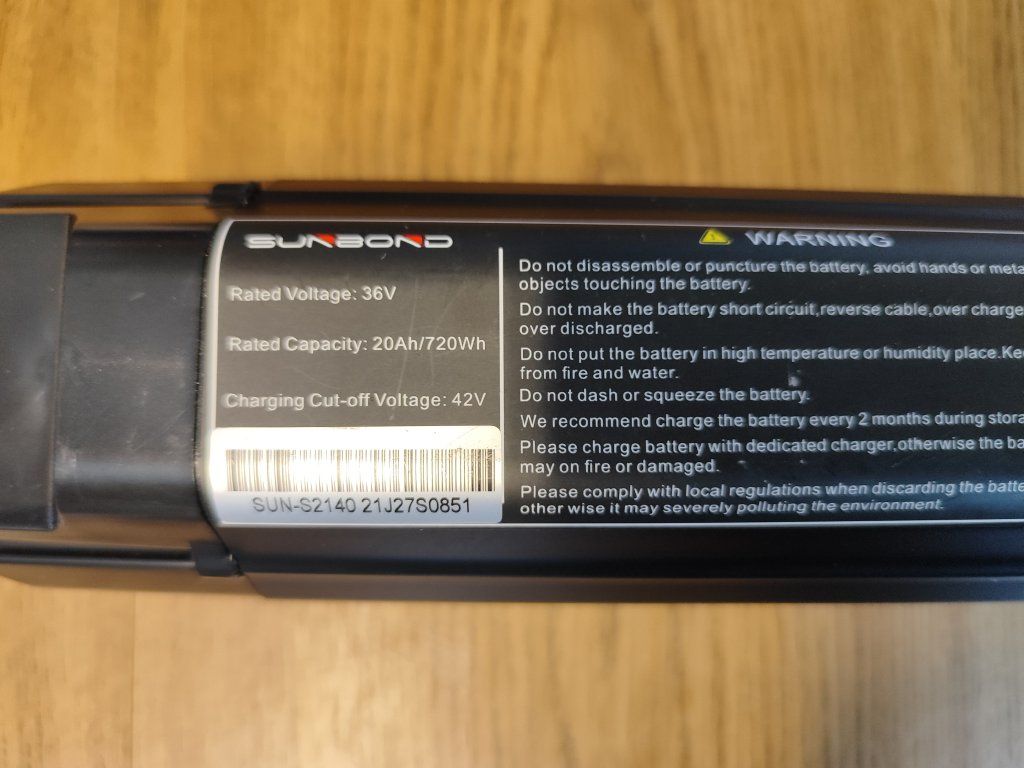 SUNBOND
Rated Voltage: 36V
Rated Capacity: 20Ah/720Wh
Charging Cut-off Voltage: 42V
SUN-S2140 21J27S0851
WARNING
Do not disassemble or puncture the battery, avoid hands or meta
objects touching the battery.
Do not make the battery short circuit,reverse cable,over charge
over discharged.
Do not put the battery in high temperature or humidity place.Kee
from fire and water.
Do not dash or squeeze the battery.
We recommend charge the battery every 2 months during stora
Please charge battery with dedicated charger,otherwise the ba
may on fire or damaged.
Please comply with local regulations when discarding the batte
other wise it may severely polluting the environment.